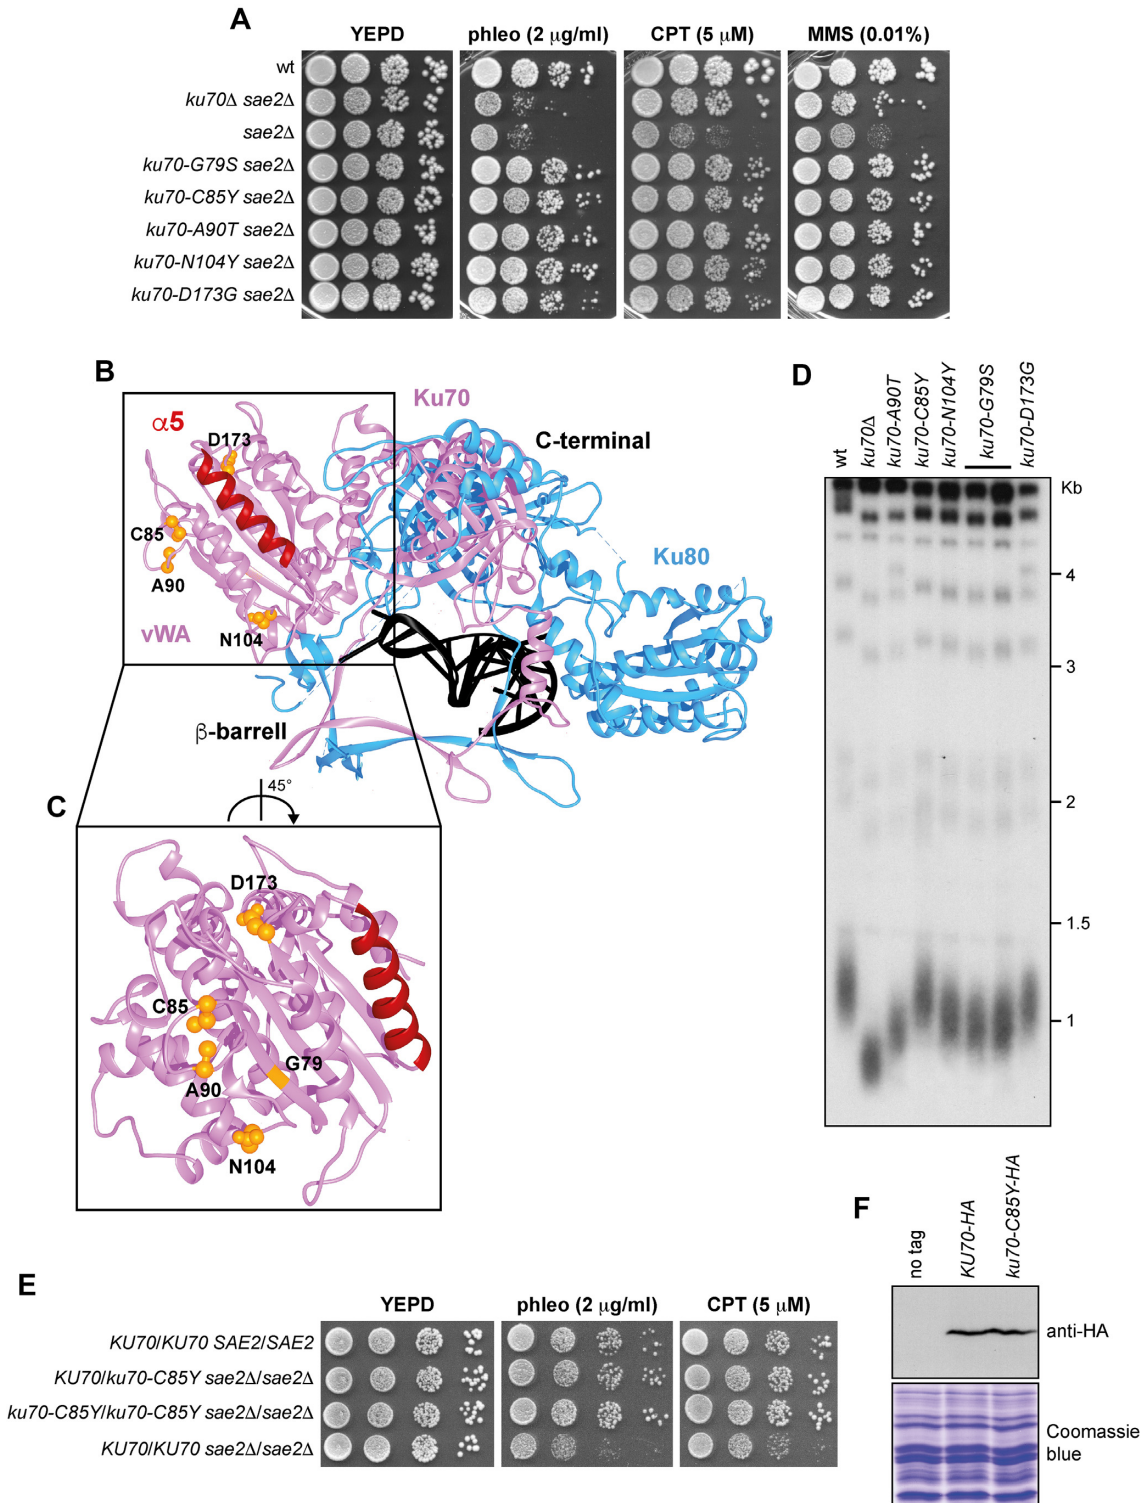 A
YEPD
phleo (2 µg/ml)
CPT (5 µM)
MMS (0.01%)
wt
ku70Δ sae2Δ
sae2Δ
ku70-G79S sae2Δ
ku70-C85Y sae2Δ
ku70-A90T sae2Δ
ku70-N104Y sae2Δ
ku70-D173G sae2Δ
B
α5
D173
C85
A90
N104
vWA
Ku70
C-terminal
Ku80
β-barrell
45°
C
D173
C85
G79
A90
N104
D
wt
ku70Δ
ku70-A90T
ku70-C85Y
ku70-N104Y
ku70-G79S
ku70-D173G
Kb
4
3
2
1.5
1
E
YEPD
phleo (2 µg/ml)
CPT (5 µM)
KU70/KU70 SAE2/SAE2
KU70/ku70-C85Y sae2Δ/sae2Δ
ku70-C85Y/ku70-C85Y sae2Δ/sae2Δ
KU70/KU70 sae2Δ/sae2Δ
F
no tag
KU70-HA
ku70-C85Y-HA
anti-HA
Coomassie
blue